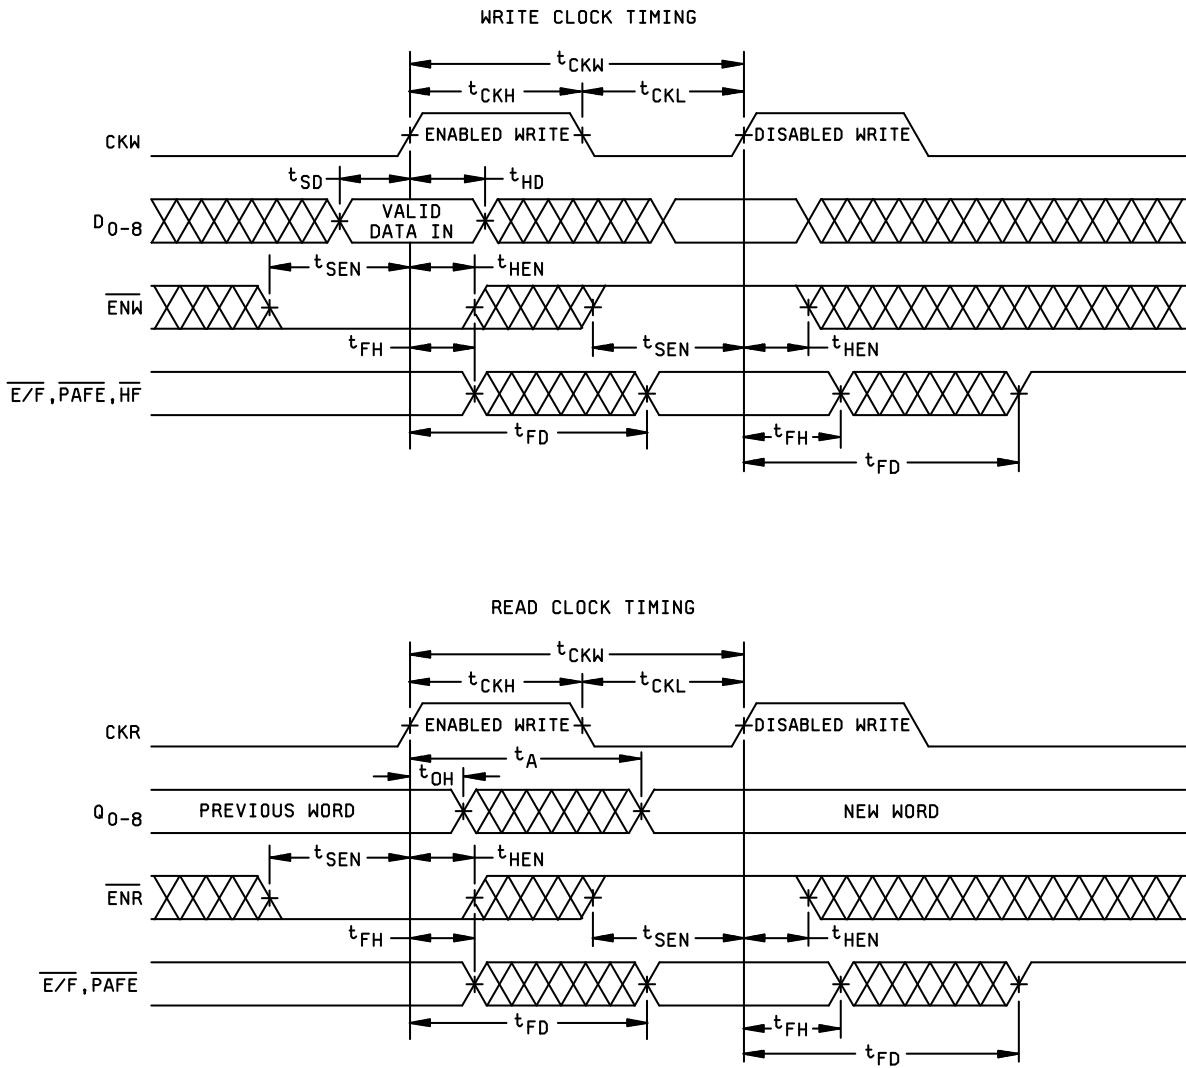 WRITE CLOCK TIMING
tCKW
tCKH tCKL
CKW ENABLED WRITE DISABLED WRITE
tSD tHD
D0-8 VALID DATA IN
tSEN tHEN
ENW
tFH tSEN tHEN
E/F, PAFE, HF
tFD tFH
tFD
READ CLOCK TIMING
tCKW
tCKH tCKL
CKR ENABLED WRITE DISABLED WRITE
tA
tOH
Q0-8 PREVIOUS WORD NEW WORD
tSEN tHEN
ENR
tFH tSEN tHEN
E/F, PAFE
tFD tFH
tFD